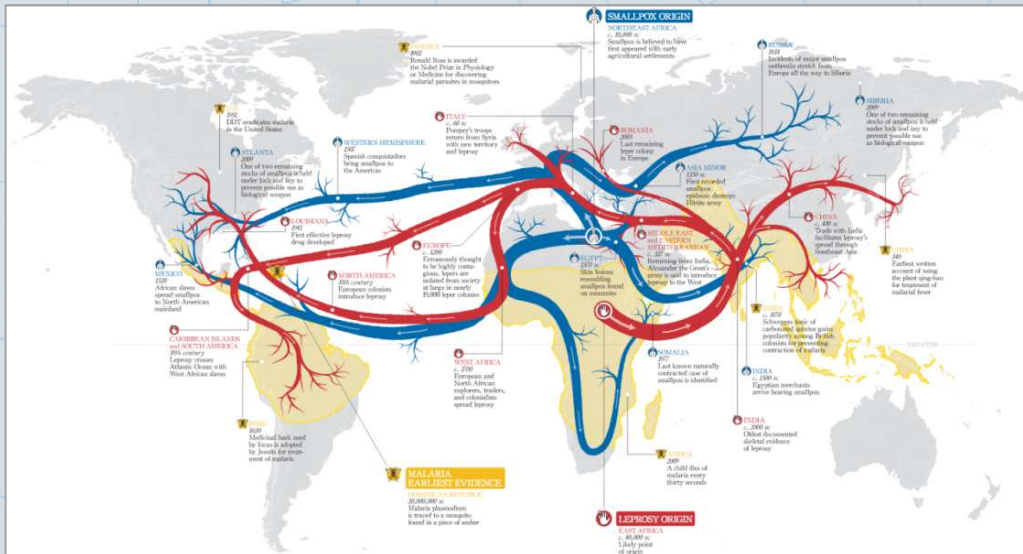 SMALLPOX ORIGIN
NORTHEAST AFRICA
c. 10,000 BC
Smallpox is believed to have
first appeared with early
agricultural settlements
SWEDEN
1902
Ronald Ross is awarded
the Nobel Prize in Physiology
or Medicine for discovering
malarial parasites in mosquitoes
RUSSIA
1914
Incidents of major smallpox
outbreaks stretch from
Europe all the way to Siberia
SIBERIA
2009
One of two remaining
stocks of smallpox is held
under lock and key to
prevent possible use
as biological weapon
1951
DDT eradicates malaria
in the United States
ITALY
c. 60 BC
Pompey's troops
return from Syria
with new territory
and leprosy
ROMANIA
2003
Last remaining
leper colony
in Europe
ATLANTA
2009
One of two remaining
stocks of smallpox is held
under lock and key to
prevent possible use as
biological weapon
WESTERN HEMISPHERE
1507
Spanish conquistadors
bring smallpox to
the Americas
ASIA MINOR
1350 BC
First recorded
smallpox
epidemic destroys
Hittite army
LOUISIANA
1941
First effective leprosy
drug developed
CHINA
c. 400 BC
Trade with India
facilitates leprosy's
spread through
Southeast Asia
EUROPE
c. 1200
Erroneously thought
to be highly conta-
gious, lepers are
isolated from society
at large in nearly
19,000 leper colonies
MIDDLE EAST
and EASTERN
MEDITERRANEAN
c. 327 BC
Returning from India,
Alexander the Great's
army is said to introduce
leprosy to the West
CHINA
340
Earliest written
account of using
the plant qing-hao
for treatment of
malarial fever
EGYPT
1570 BC
Skin lesions
resembling
smallpox found
on mummies
MEXICO
1520
African slaves
spread smallpox
to North American
mainland
NORTH AMERICA
18th century
European colonists
introduce leprosy
INDIA
c. 1870
Schweppes tonic of
carbonated quinine gains
popularity among British
colonists for preventing
contraction of malaria
CARIBBEAN ISLANDS
and SOUTH AMERICA
16th century
Leprosy crosses
Atlantic Ocean with
West African slaves
EQUATOR
WEST AFRICA
c. 1500
European and
North African
explorers, traders,
and colonialists
spread leprosy
SOMALIA
1977
Last known naturally
contracted case of
smallpox is identified
INDIA
c. 1500 BC
Egyptian merchants
arrive bearing smallpox
PERU
1630
Medicinal bark used
by Incas is adopted
by Jesuits for treat-
ment of malaria
INDIA
c. 2000 BC
Oldest documented
skeletal evidence
of leprosy
AFRICA
2009
A child dies of
malaria every
thirty seconds
MALARIA
EARLIEST EVIDENCE
DOMINICAN REPUBLIC
30,000,000 BC
Malaria plasmodium
is traced to a mosquito
found in a piece of amber
LEPROSY ORIGIN
EAST AFRICA
c. 40,000 BC
Likely point
of origin